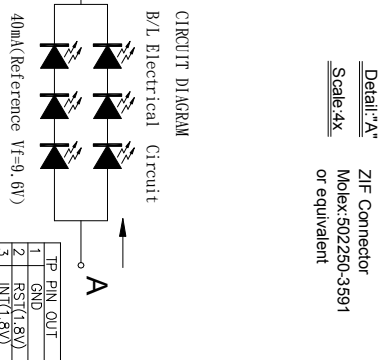 Detail:"A"
Scale:4x
ZIF Connector
Molex:502250-3591
or equivalent
CIRCUIT DIAGRAM
B/L Electrical Circuit
A
40mA(Reference Vf=9.6V)
TP PIN OUT
1 GND
2 RST(1.8V)
3 INT(1.8V)